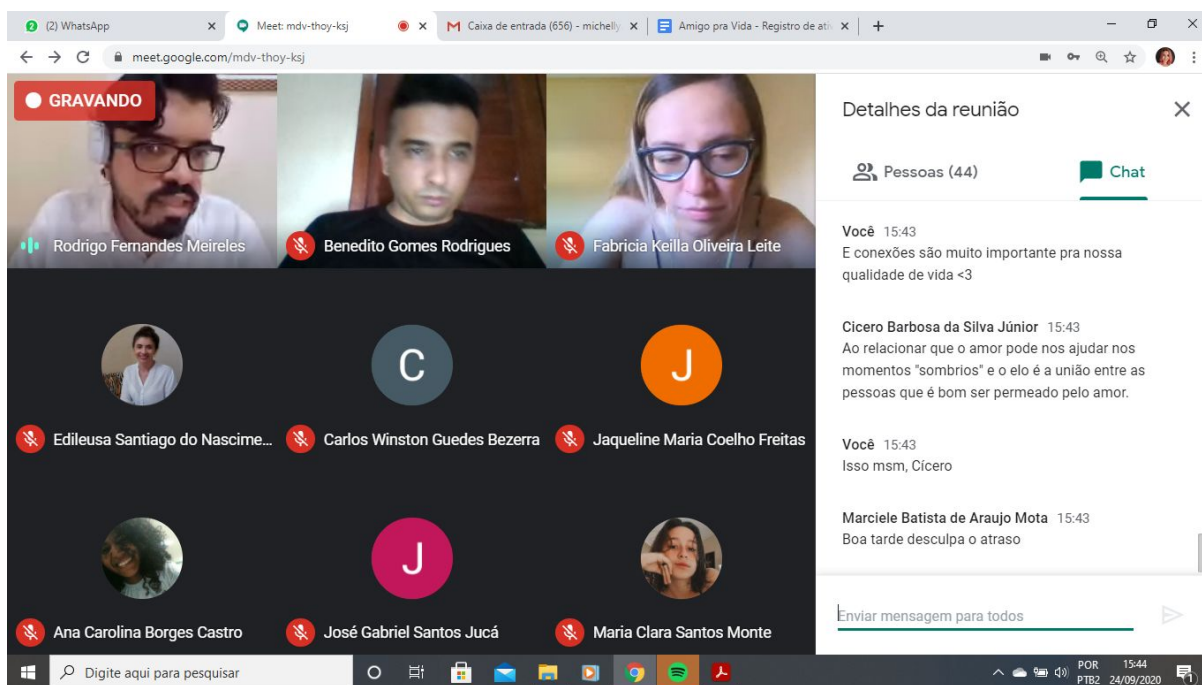 (2) WhatsApp
Meet: mdv-thoy-ksj
Caixa de entrada (656) - michelly
Amigo pra Vida - Registro de ati
meet.google.com/mdv-thoy-ksj
GRAVANDO
Rodrigo Fernandes Meireles
Benedito Gomes Rodrigues
Fabricia Keilla Oliveira Leite
Edileusa Santiago do Nascime...
C
Carlos Winston Guedes Bezerra
J
Jaqueline Maria Coelho Freitas
Ana Carolina Borges Castro
J
José Gabriel Santos Jucá
Maria Clara Santos Monte
Detalhes da reunião
Pessoas (44)
Chat
Você 15:43
E conexões são muito importante pra nossa
qualidade de vida <3
Cicero Barbosa da Silva Júnior 15:43
Ao relacionar que o amor pode nos ajudar nos
momentos "sombrios" e o elo é a união entre as
pessoas que é bom ser permeado pelo amor.
Você 15:43
Isso msm, Cícero
Marciele Batista de Araujo Mota 15:43
Boa tarde desculpa o atraso
Enviar mensagem para todos
Digite aqui para pesquisar
POR 15:44
PTB2 24/09/2020